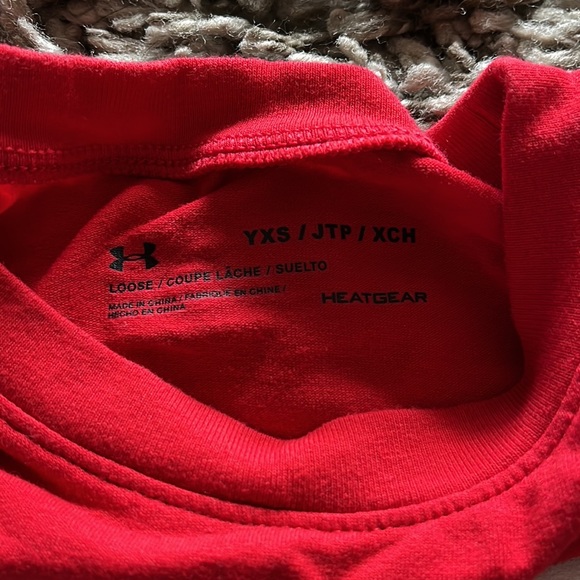 YXS / JTP / XCH
LOOSE / COUPE LÂCHE / SUELTO
MADE IN CHINA / FABRIQUÉ EN CHINE /
HECHO EN CHINA
HEATGEAR